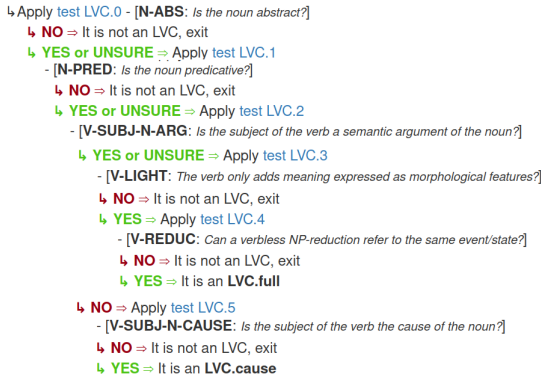 ↳Apply test LVC.0 - [N-ABS: Is the noun abstract?]
↳ NO ⇒ It is not an LVC, exit
↳ YES or UNSURE ⇒ Apply test LVC.1
- [N-PRED: Is the noun predicative?]
↳ NO ⇒ It is not an LVC, exit
↳ YES or UNSURE ⇒ Apply test LVC.2
- [V-SUBJ-N-ARG: Is the subject of the verb a semantic argument of the noun?]
↳ YES or UNSURE ⇒ Apply test LVC.3
- [V-LIGHT: The verb only adds meaning expressed as morphological features?]
↳ NO ⇒ It is not an LVC, exit
↳ YES ⇒ Apply test LVC.4
- [V-REDUC: Can a verbless NP-reduction refer to the same event/state?]
↳ NO ⇒ It is not an LVC, exit
↳ YES ⇒ It is an LVC.full
↳ NO ⇒ Apply test LVC.5
- [V-SUBJ-N-CAUSE: Is the subject of the verb the cause of the noun?]
↳ NO ⇒ It is not an LVC, exit
↳ YES ⇒ It is an LVC.cause